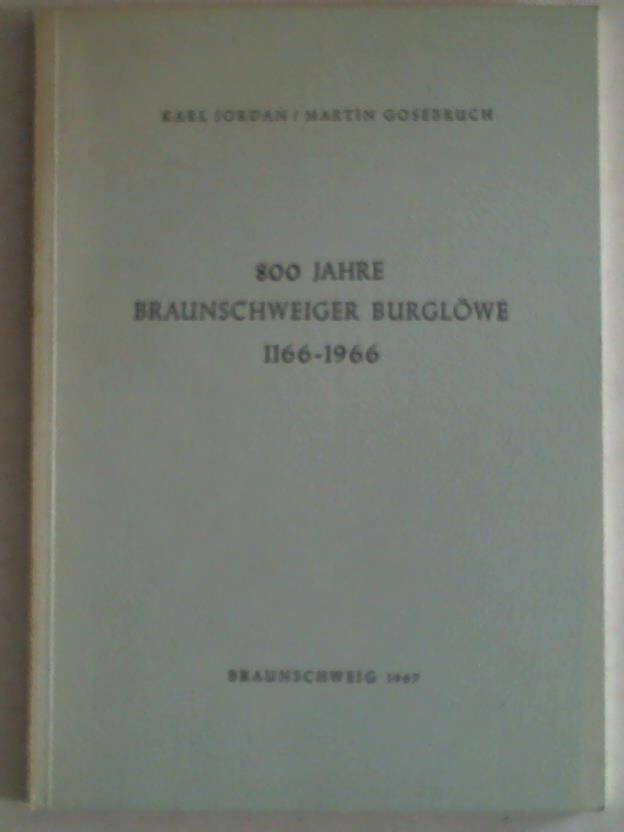 KARL JORDAN / MARTIN GOSEBRUCH
800 JAHRE
BRAUNSCHWEIGER BURGLÖWE
1166-1966
BRAUNSCHWEIG 1967